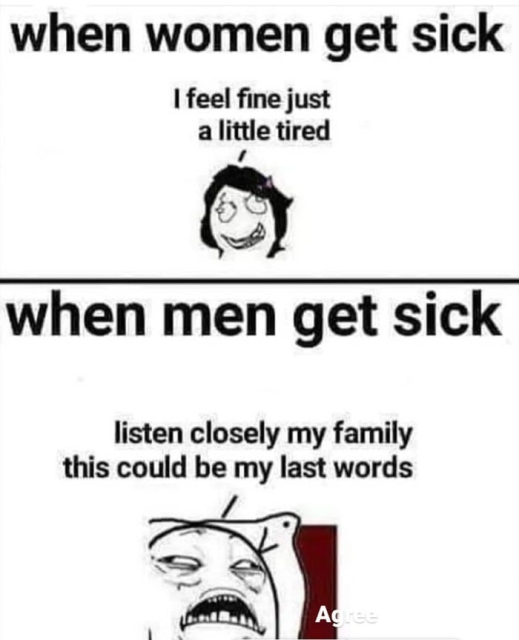 when women get sick
I feel fine just
a little tired
when men get sick
listen closely my family
this could be my last words
Agree